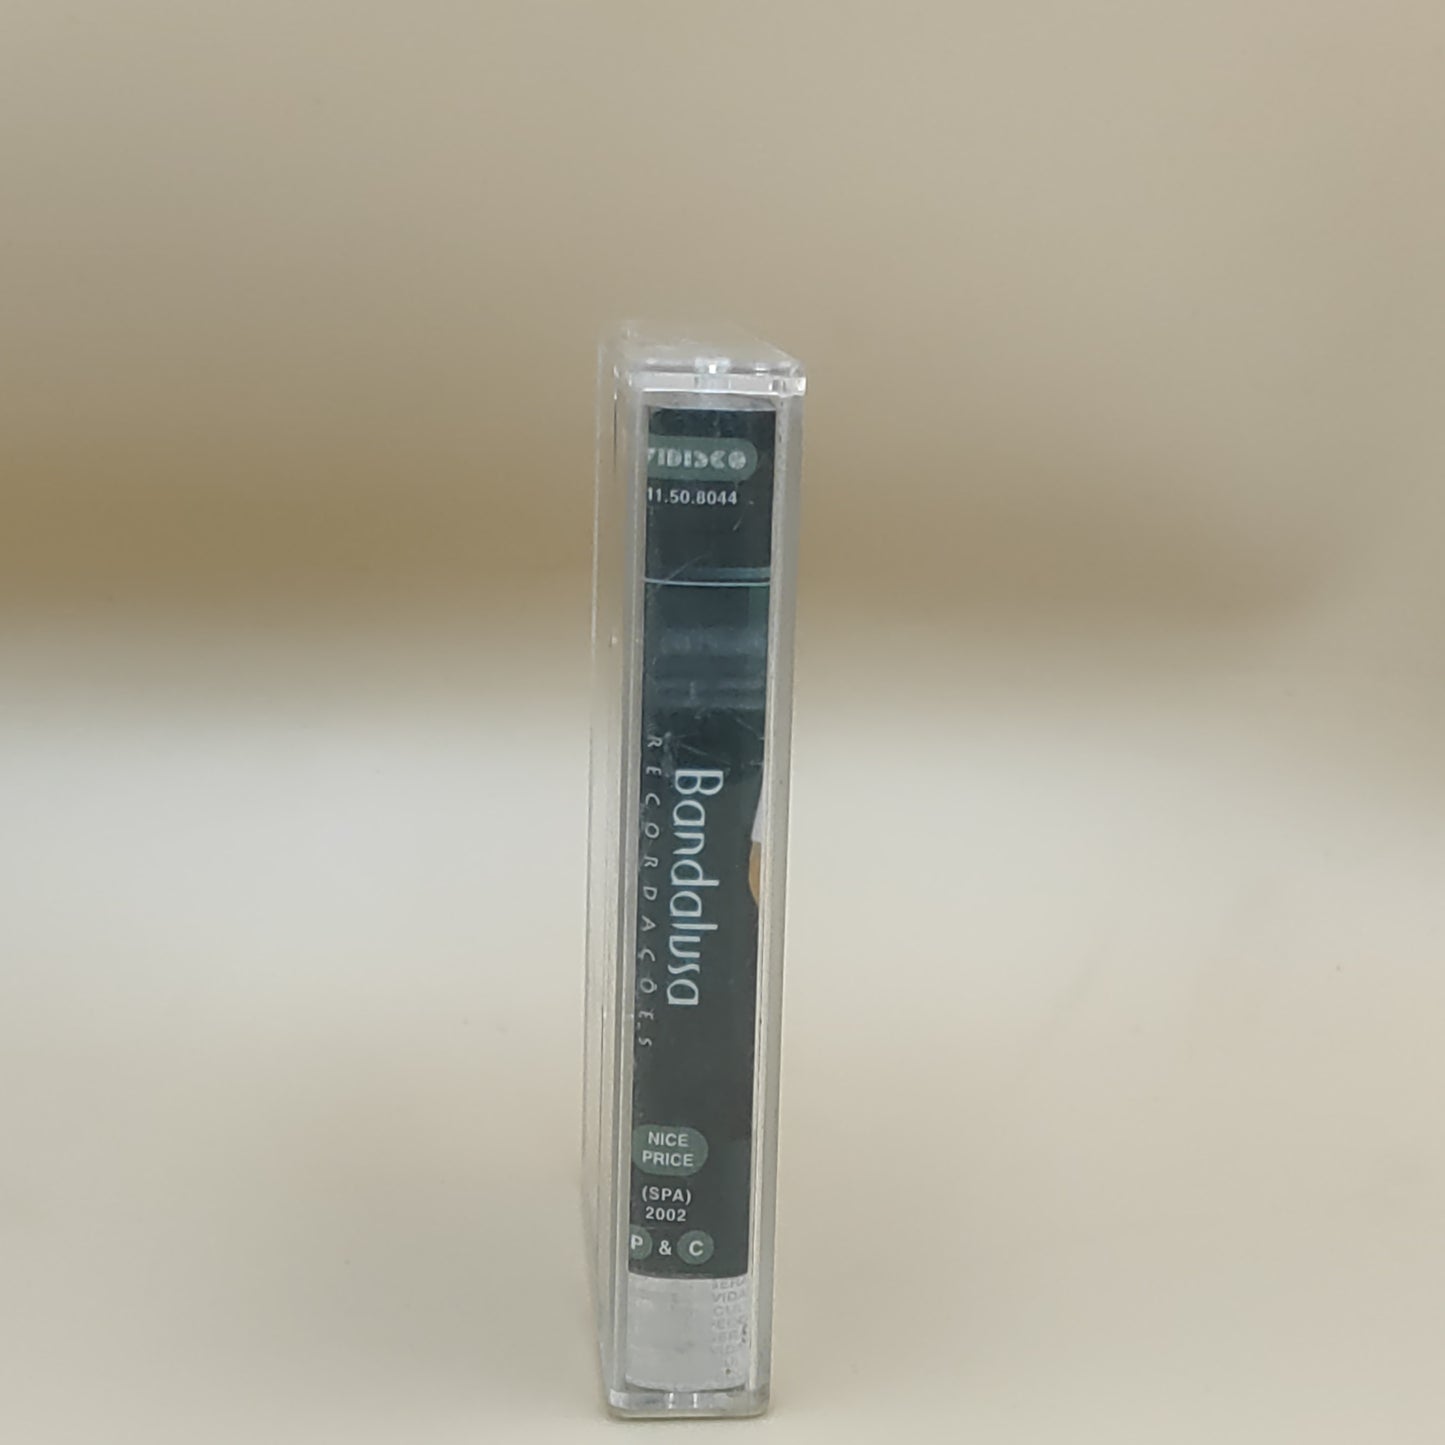 VIDISCO
11.50.8044
Bandalusa
RECORDAÇÕES
NICE
PRICE
(SPA)
2002
P & C